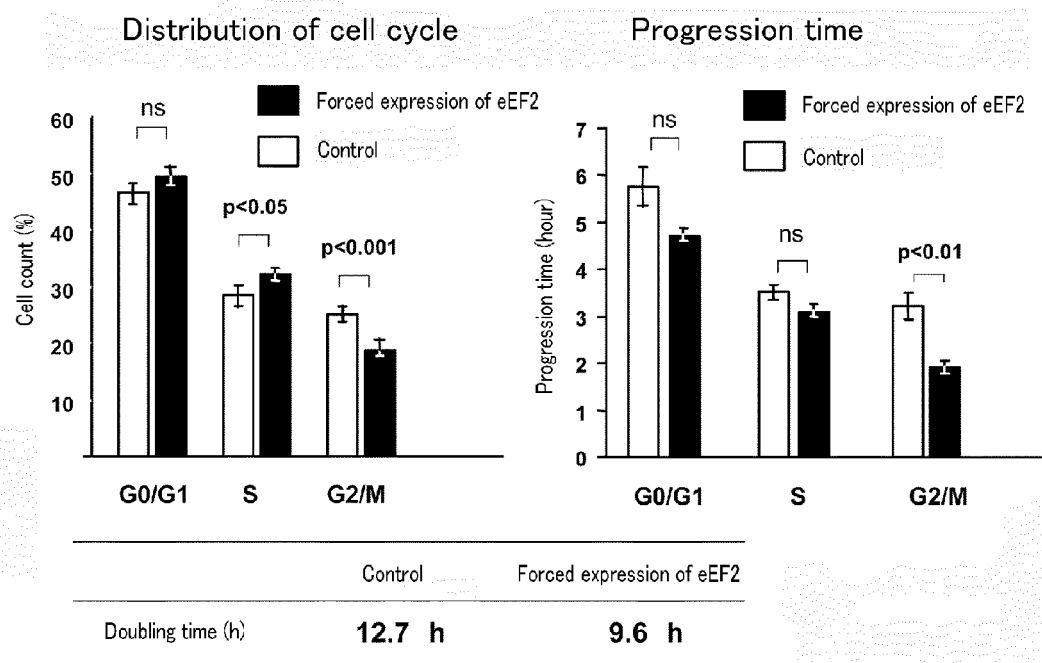 Distribution of cell cycle
Progression time
Forced expression of eEF2
Control
ns
p<0.05
p<0.001
60
50
40
30
20
10
Cell count (%)
G0/G1 S G2/M
Forced expression of eEF2
Control
ns
ns
p<0.01
7
6
5
4
3
2
1
0
Progression time (hour)
G0/G1 S G2/M
Control Forced expression of eEF2
Doubling time (h) 12.7 h 9.6 h